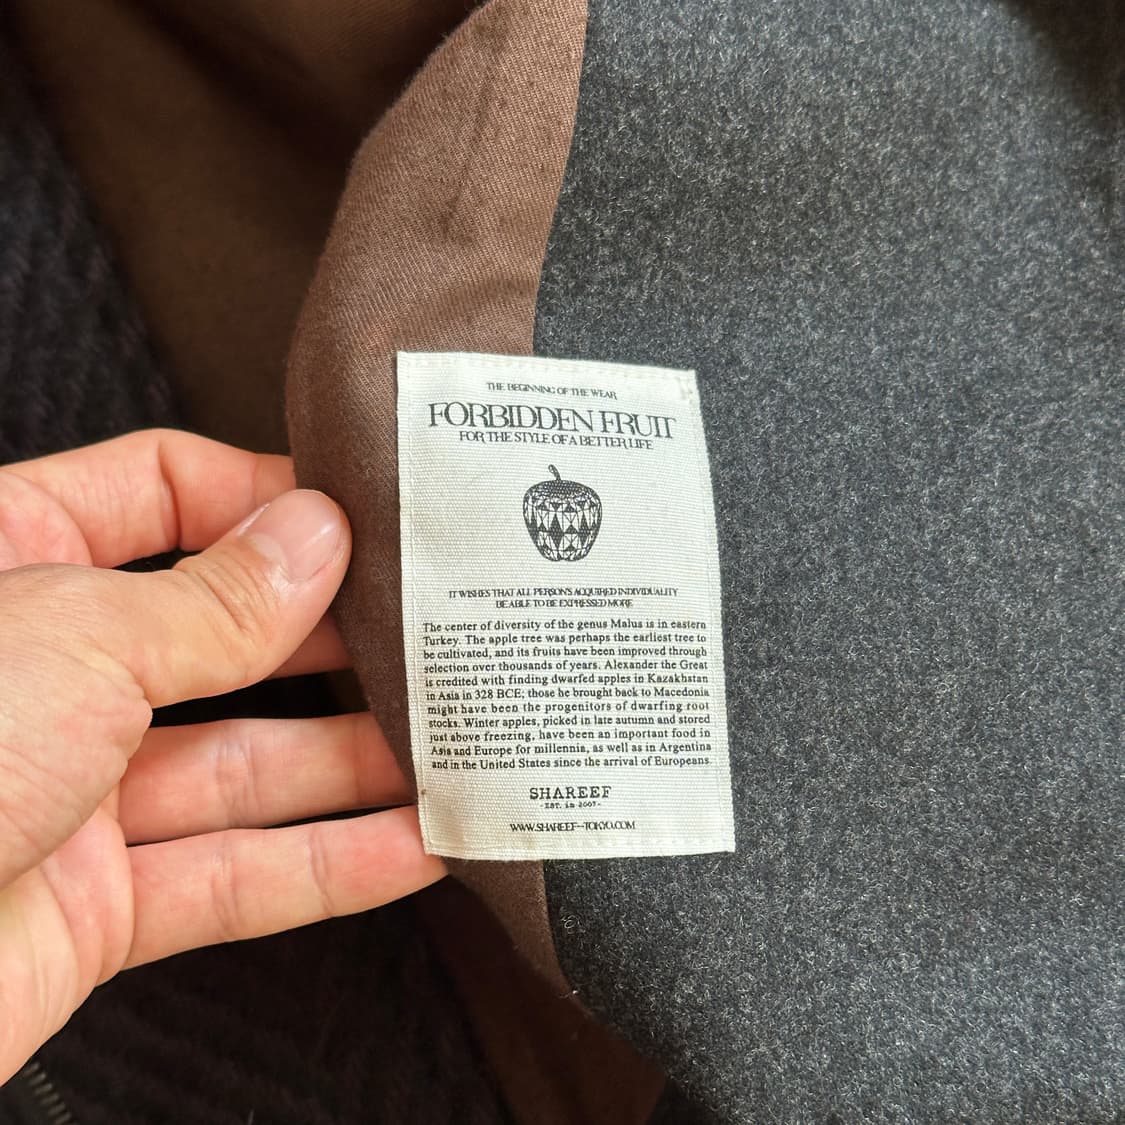 THE BEGINNING OF THE WEAR
FORBIDDEN FRUIT
FOR THE STYLE OF A BETTER LIFE
IT WISHES THAT ALL PERSON'S ACQUIRED INDIVIDUALITY
BE ABLE TO BE EXPRESSED MORE
The center of diversity of the genus Malus is in eastern
Turkey. The apple tree was perhaps the earliest tree to
be cultivated, and its fruits have been improved through
selection over thousands of years. Alexander the Great
is credited with finding dwarfed apples in Kazakhstan
in Asia in 328 BCE; those he brought back to Macedonia
might have been the progenitors of dwarfing root
stocks. Winter apples, picked in late autumn and stored
just above freezing, have been an important food in
Asia and Europe for millennia, as well as in Argentina
and in the United States since the arrival of Europeans.
SHAREEF
- EST. in 2007 -
WWW.SHAREEF-TOKYO.COM